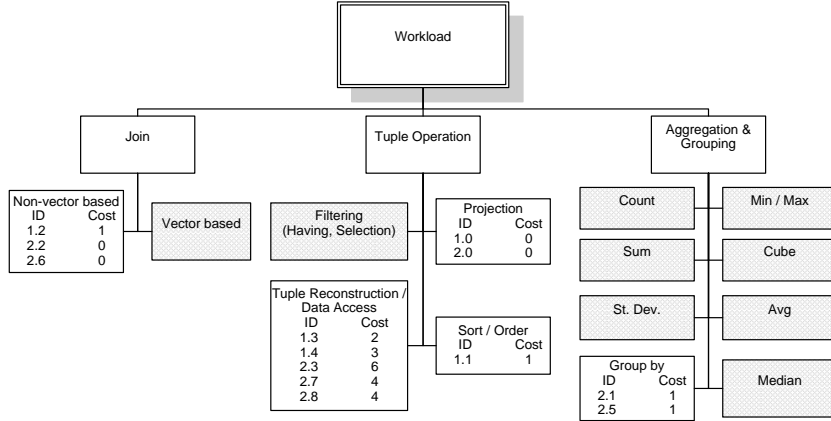 Workload
Join
Tuple Operation
Aggregation &
Grouping
Non-vector based
ID Cost
1.2 1
2.2 0
2.6 0
Vector based
Filtering
(Having, Selection)
Projection
ID Cost
1.0 0
2.0 0
Tuple Reconstruction /
Data Access
ID Cost
1.3 2
1.4 3
2.3 6
2.7 4
2.8 4
Sort / Order
ID Cost
1.1 1
Count
Min / Max
Sum
Cube
St. Dev.
Avg
Group by
ID Cost
2.1 1
2.5 1
Median